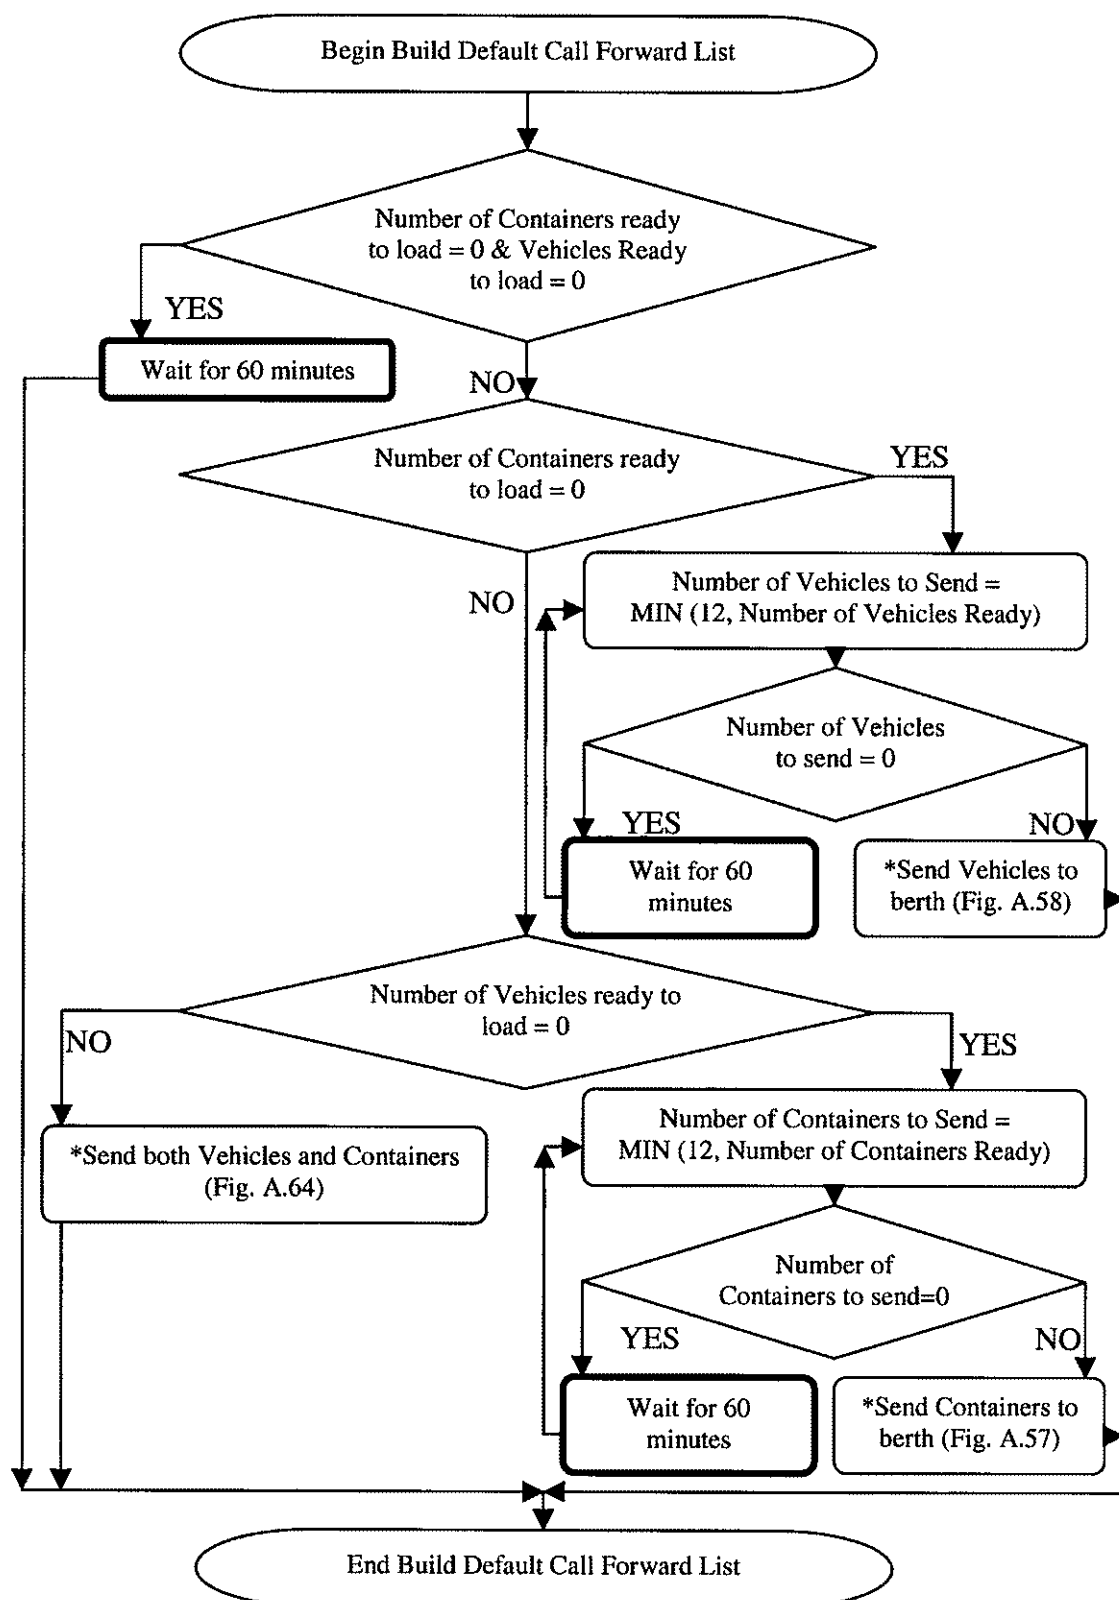 Begin Build Default Call Forward List
Number of Containers ready
to load = 0 & Vehicles Ready
to load = 0
YES
Wait for 60 minutes
NO
Number of Containers ready
to load = 0
YES
NO
Number of Vehicles to Send =
MIN (12, Number of Vehicles Ready)
Number of Vehicles
to send = 0
YES
NO
Wait for 60
minutes
*Send Vehicles to
berth (Fig. A.58)
Number of Vehicles ready to
load = 0
NO
YES
*Send both Vehicles and Containers
(Fig. A.64)
Number of Containers to Send =
MIN (12, Number of Containers Ready)
Number of
Containers to send=0
YES
NO
Wait for 60
minutes
*Send Containers to
berth (Fig. A.57)
End Build Default Call Forward List